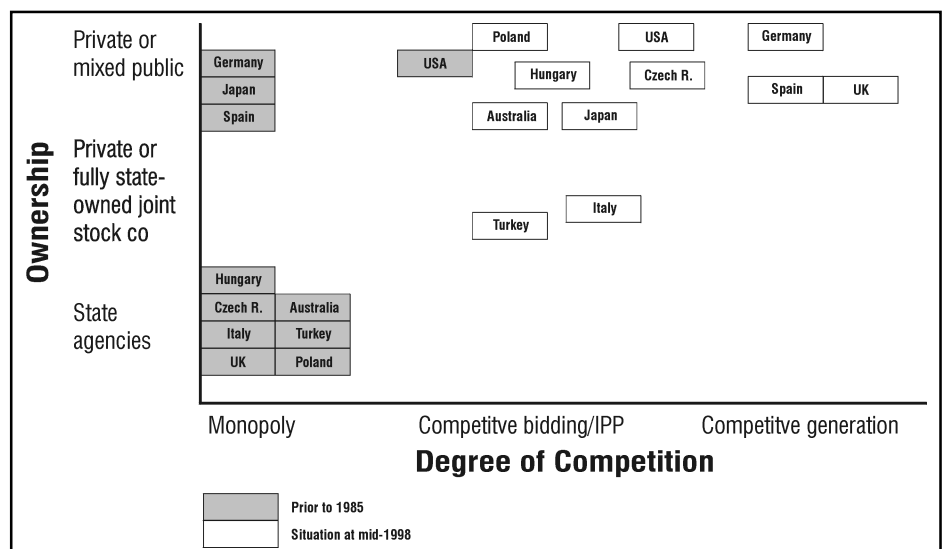 Ownership
Private or
mixed public
Private or
fully state-
owned joint
stock co
State
agencies
Poland
USA
Germany
Germany
USA
Hungary
Czech R.
Japan
Spain
UK
Spain
Australia
Japan
Italy
Turkey
Hungary
Czech R.
Australia
Italy
Turkey
UK
Poland
Monopoly
Competitve bidding/IPP
Competitve generation
Degree of Competition
Prior to 1985
Situation at mid-1998